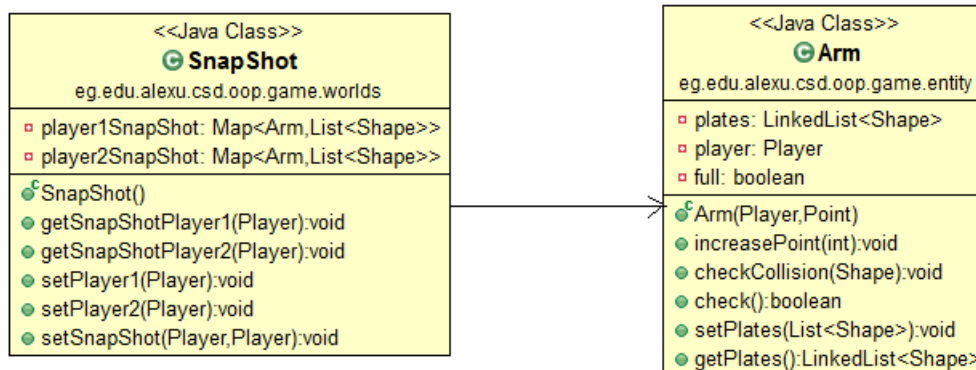 <<Java Class>>
SnapShot
eg.edu.alexu.csd.oop.game.worlds
player1SnapShot: Map<Arm,List<Shape>>
player2SnapShot: Map<Arm,List<Shape>>
SnapShot()
getSnapShotPlayer1(Player):void
getSnapShotPlayer2(Player):void
setPlayer1(Player):void
setPlayer2(Player):void
setSnapShot(Player,Player):void
<<Java Class>>
Arm
eg.edu.alexu.csd.oop.game.entity
plates: LinkedList<Shape>
player: Player
full: boolean
Arm(Player,Point)
increasePoint(int):void
checkCollision(Shape):void
check():boolean
setPlates(List<Shape>):void
getPlates():LinkedList<Shape>